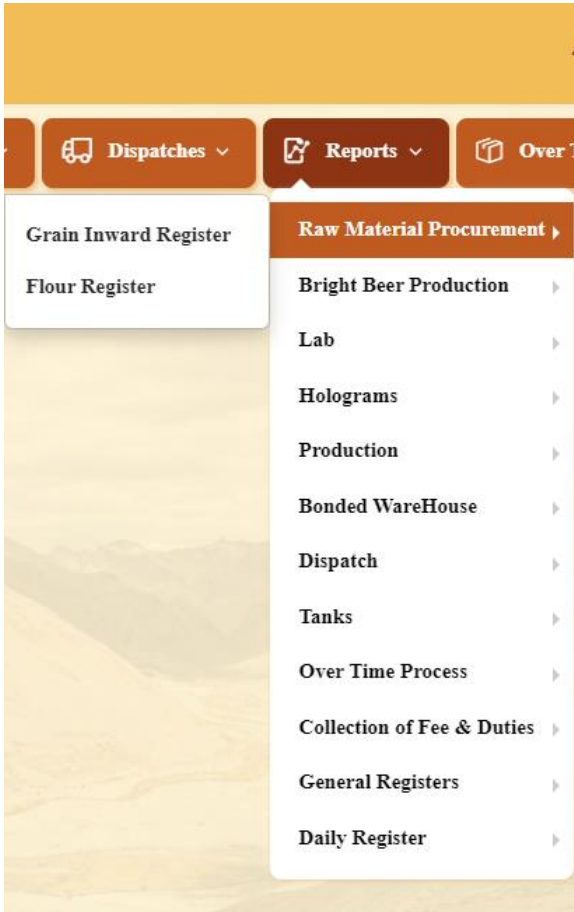 Dispatches
Reports
Over
Grain Inward Register
Flour Register
Raw Material Procurement
Bright Beer Production
Lab
Holograms
Production
Bonded WareHouse
Dispatch
Tanks
Over Time Process
Collection of Fee & Duties
General Registers
Daily Register